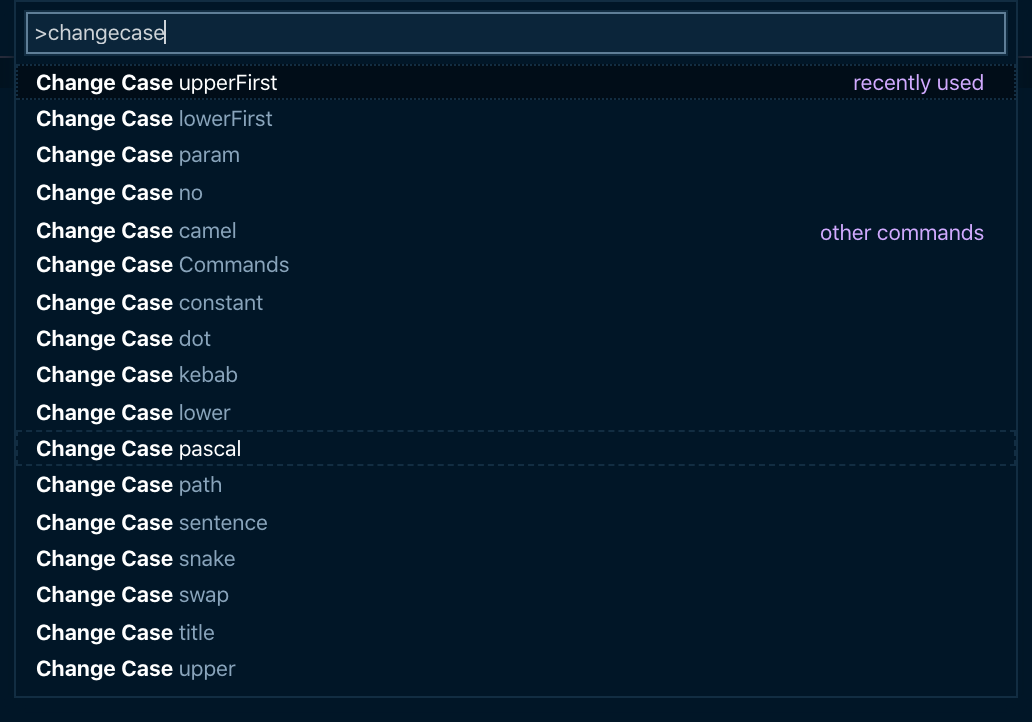 >changecase
Change Case upperFirst recently used
Change Case lowerFirst
Change Case param
Change Case no
Change Case camel other commands
Change Case Commands
Change Case constant
Change Case dot
Change Case kebab
Change Case lower
Change Case pascal
Change Case path
Change Case sentence
Change Case snake
Change Case swap
Change Case title
Change Case upper